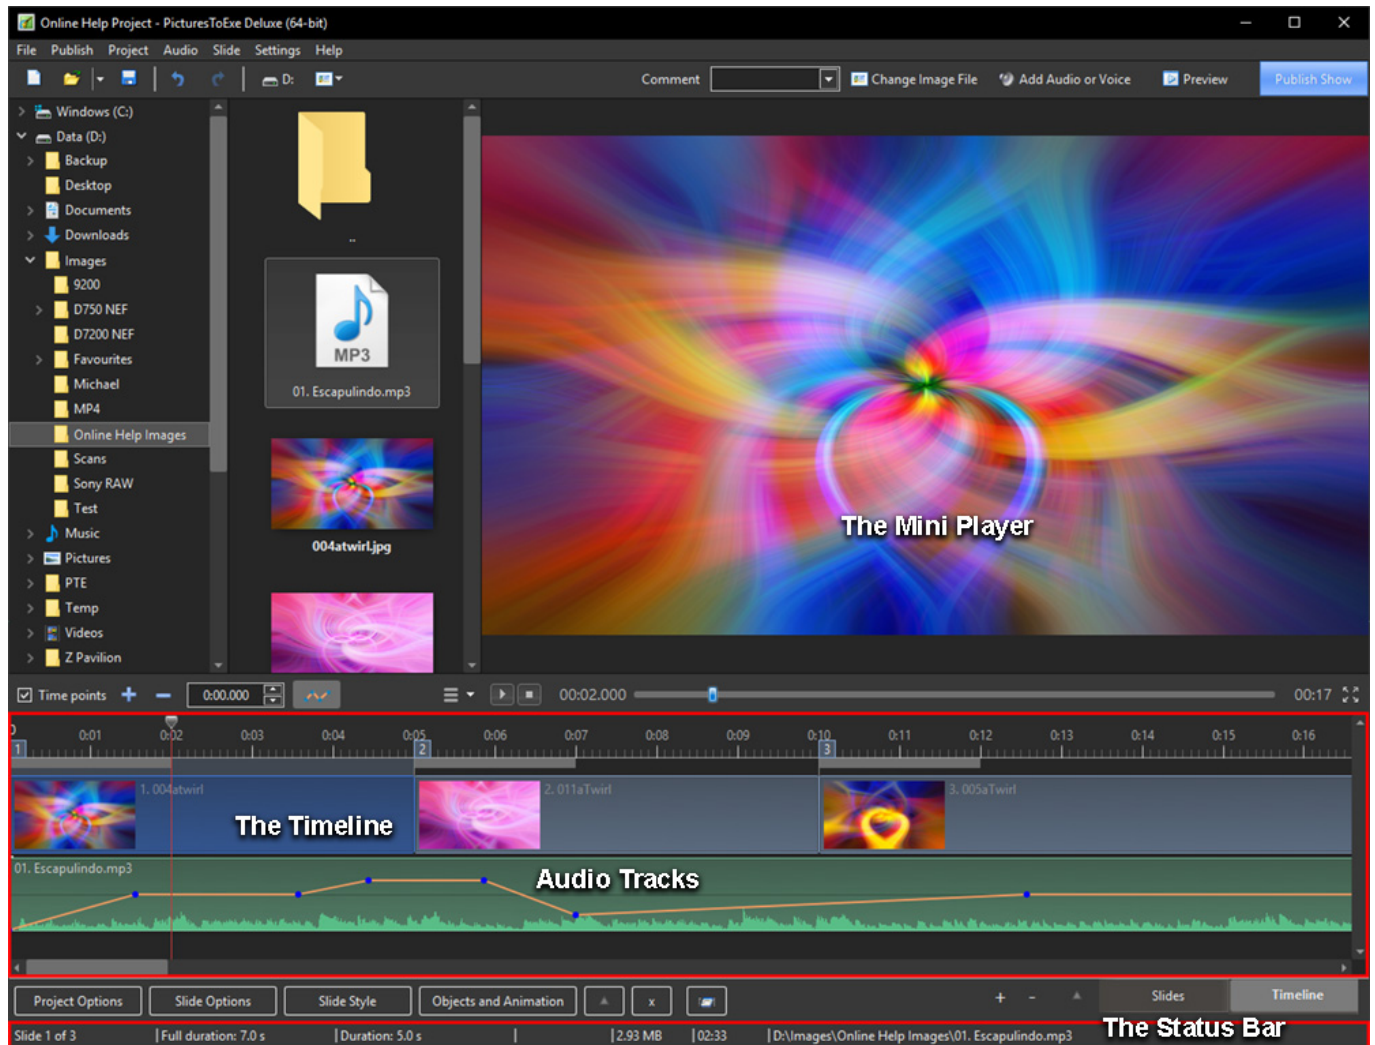 Online Help Project - PicturesToExe Deluxe (64-bit)
File Publish Project Audio Slide Settings Help
D: Comment Change Image File Add Audio or Voice Preview Publish Show
Windows (C:)
Data (D:)
Backup
Desktop
Documents
Downloads
Images
9200
D750 NEF
D7200 NEF
Favourites
Michael
MP4
Online Help Images
Scans
Sony RAW
Test
Music
Pictures
PTE
Temp
Videos
Z Pavilion
..
MP3
01. Escapulindo.mp3
004atwirl.jpg
The Mini Player
Time points 0:00.000 00:02.000 00:17
0:01 0:02 0:03 0:04 0:05 0:06 0:07 0:08 0:09 0:10 0:11 0:12 0:13 0:14 0:15 0:16
1 2 3
1. 004atwirl 2. 011aTwirl 3. 005aTwirl
The Timeline
01. Escapulindo.mp3
Audio Tracks
Project Options Slide Options Slide Style Objects and Animation x + - Slides Timeline
The Status Bar
Slide 1 of 3 Full duration: 7.0 s Duration: 5.0 s 2.93 MB 02:33 D:\Images\Online Help Images\01. Escapulindo.mp3